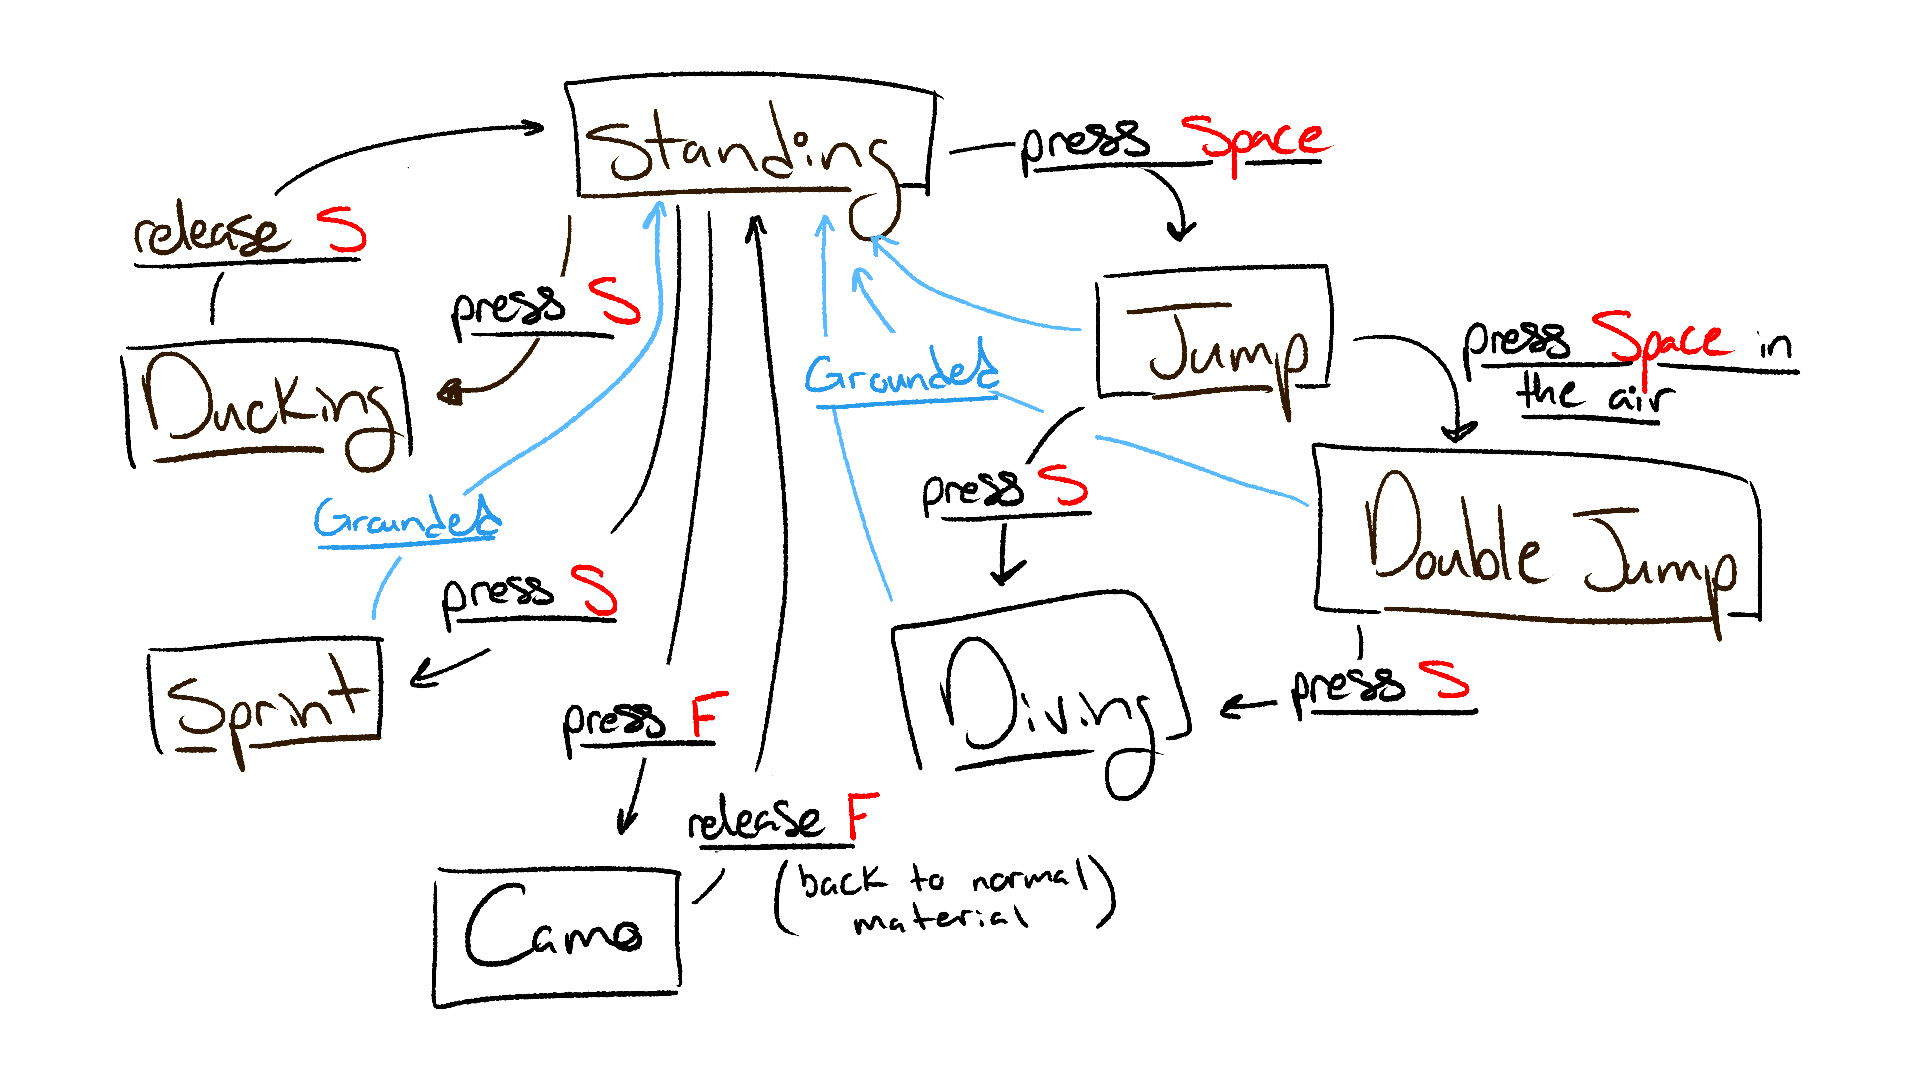 Standing
press Space
release S
press S
Jump
press Space in
the air
Ducking
Grounded
press S
Grounded
Double Jump
press S
Sprint
Diving
press S
press F
release F
(back to normal
material)
Camo